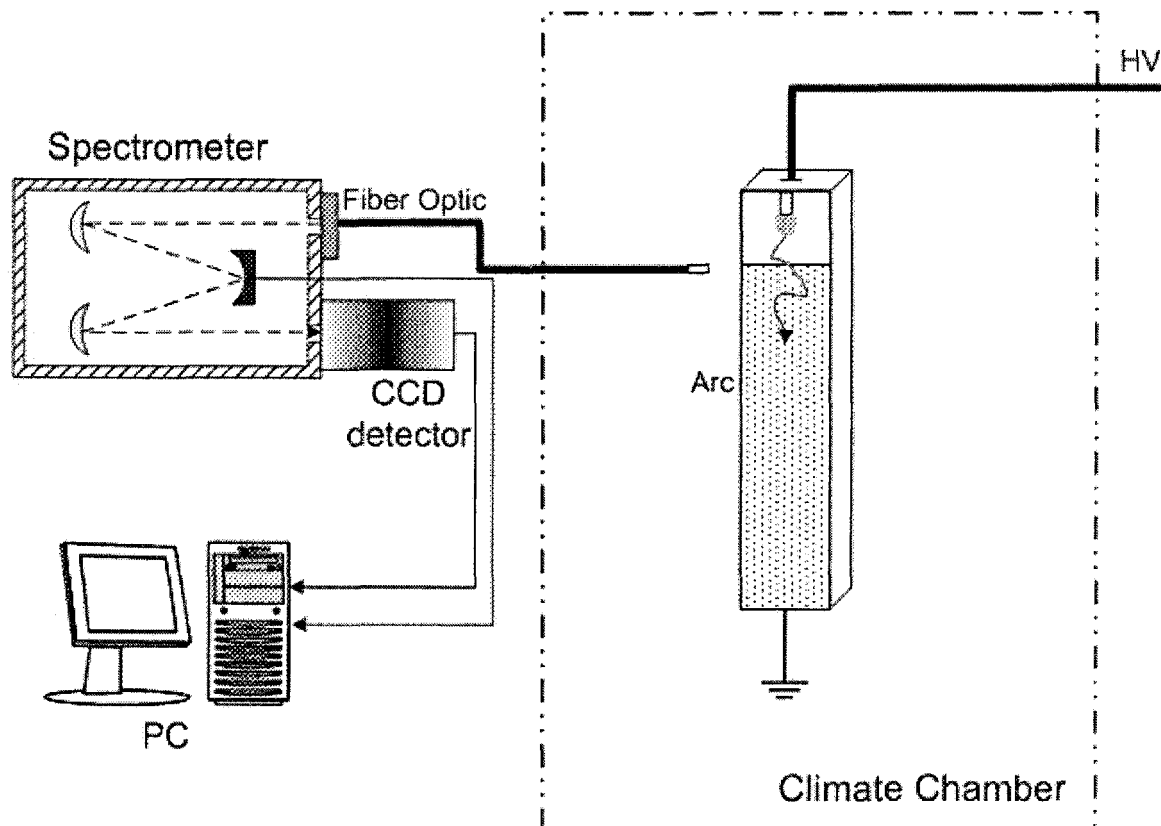 HV
Spectrometer
Fiber Optic
Arc
CCD
detector
PC
Climate Chamber